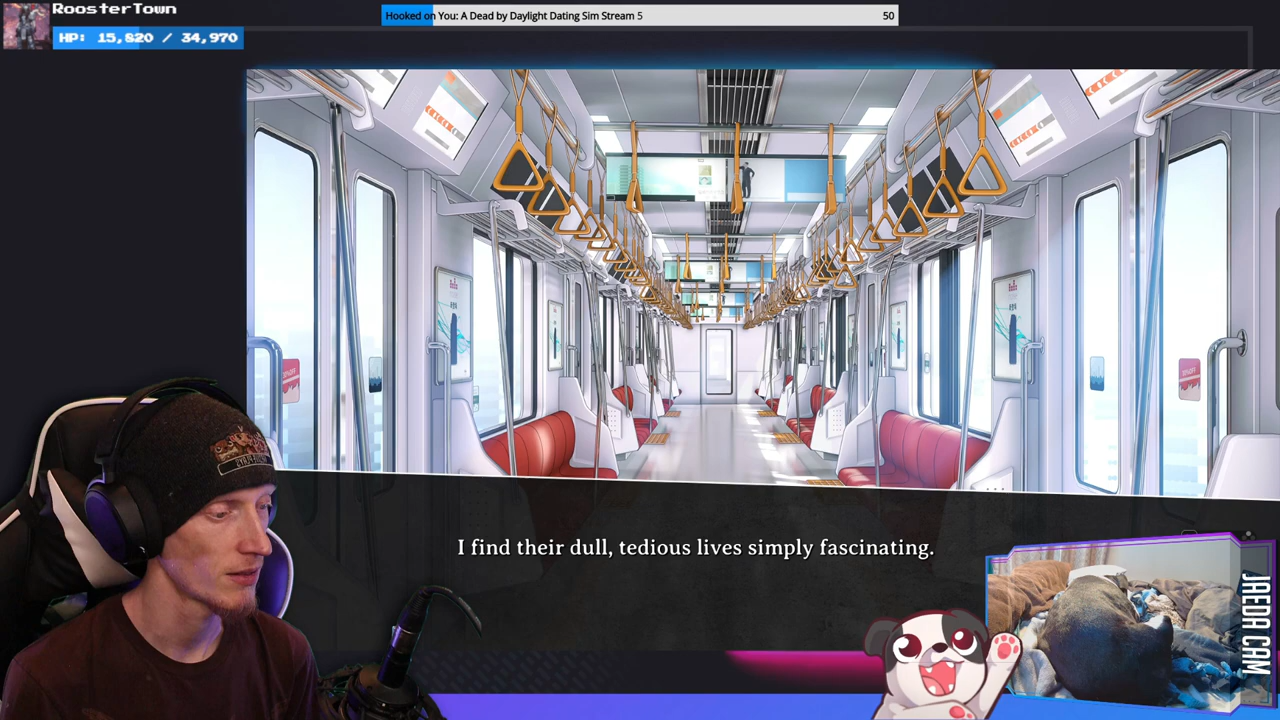 RoosterTown
HP: 15,820 / 34,970
Hooked on You: A Dead by Daylight Dating Sim Stream 5
50
I find their dull, tedious lives simply fascinating.
JAEDA CAM